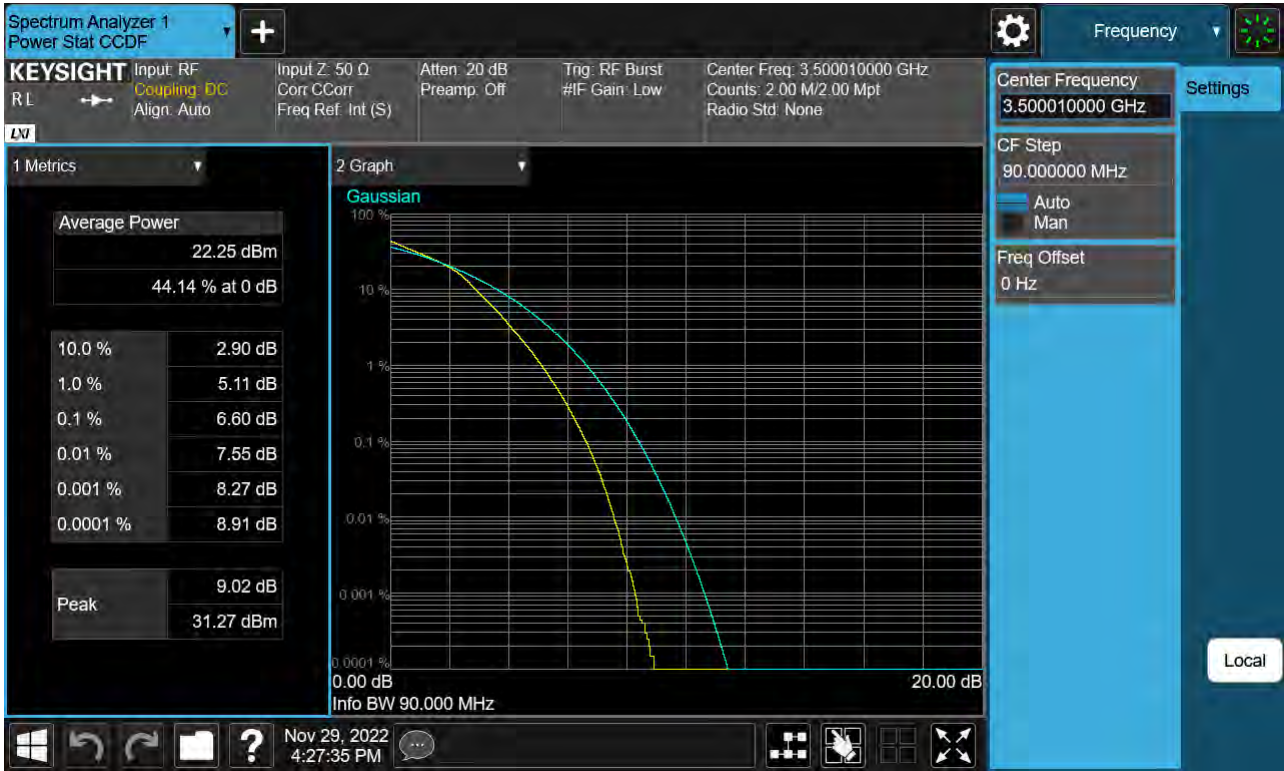 Spectrum Analyzer 1
Power Stat CCDF
Frequency
KEYSIGHT
RL
LXI
Input: RF
Coupling: DC
Align: Auto
Input Z: 50 Ω
Corr CCorr
Freq Ref: Int (S)
Atten: 20 dB
Preamp: Off
Trig: RF Burst
#IF Gain: Low
Center Freq: 3.500010000 GHz
Counts: 2.00 M/2.00 Mpt
Radio Std: None
Center Frequency
3.500010000 GHz
Settings
CF Step
90.000000 MHz
Auto
Man
Freq Offset
0 Hz
1 Metrics
Average Power
22.25 dBm
44.14 % at 0 dB
10.0 % 2.90 dB
1.0 % 5.11 dB
0.1 % 6.60 dB
0.01 % 7.55 dB
0.001 % 8.27 dB
0.0001 % 8.91 dB
Peak 9.02 dB
31.27 dBm
2 Graph
Gaussian
100 %
10 %
1 %
0.1 %
0.01 %
0.001 %
0.0001 %
0.00 dB 20.00 dB
Info BW 90.000 MHz
Local
Nov 29, 2022
4:27:35 PM